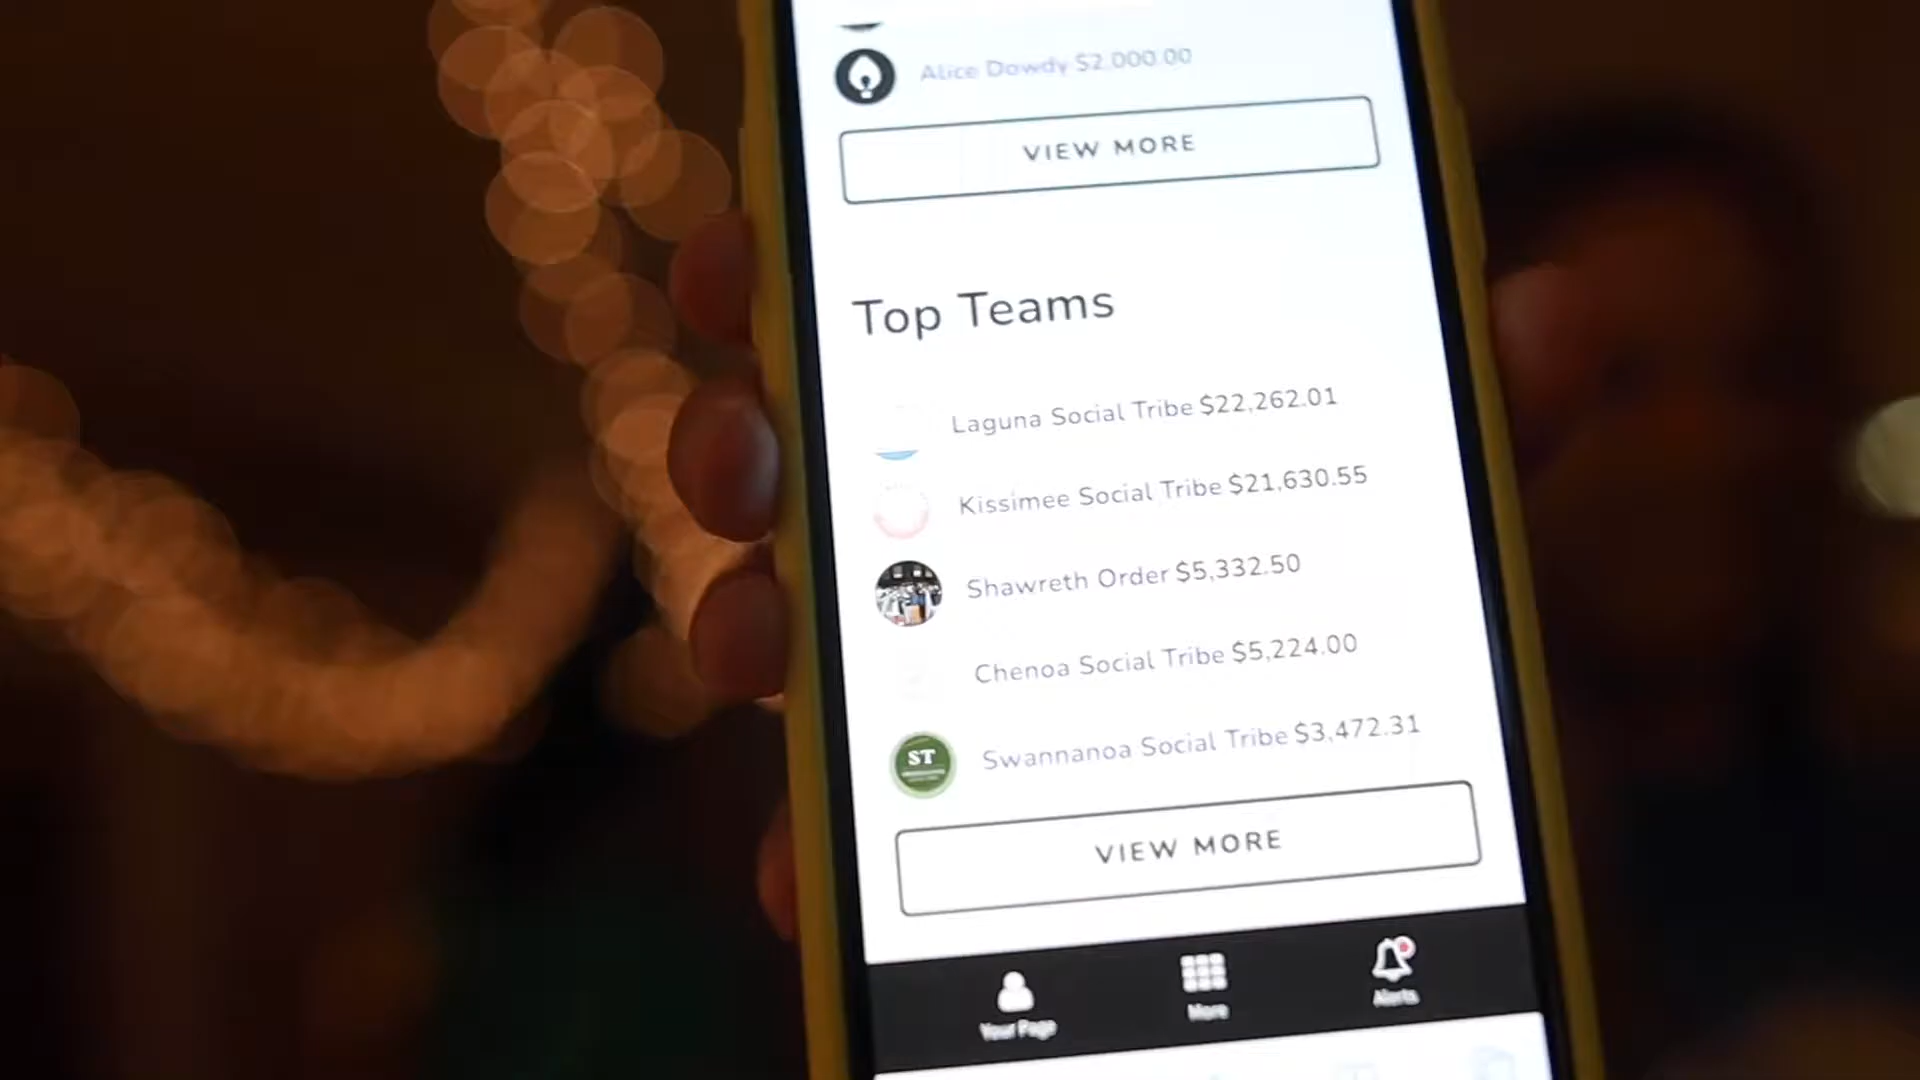 Alice Dowdy $2,000.00
VIEW MORE
Top Teams
Laguna Social Tribe $22,262.01
Kissimee Social Tribe $21,630.55
Shawreth Order $5,332.50
Chenoa Social Tribe $5,224.00
ST
Swannanoa Social Tribe $3,472.31
VIEW MORE
Your Page
More
Alerts